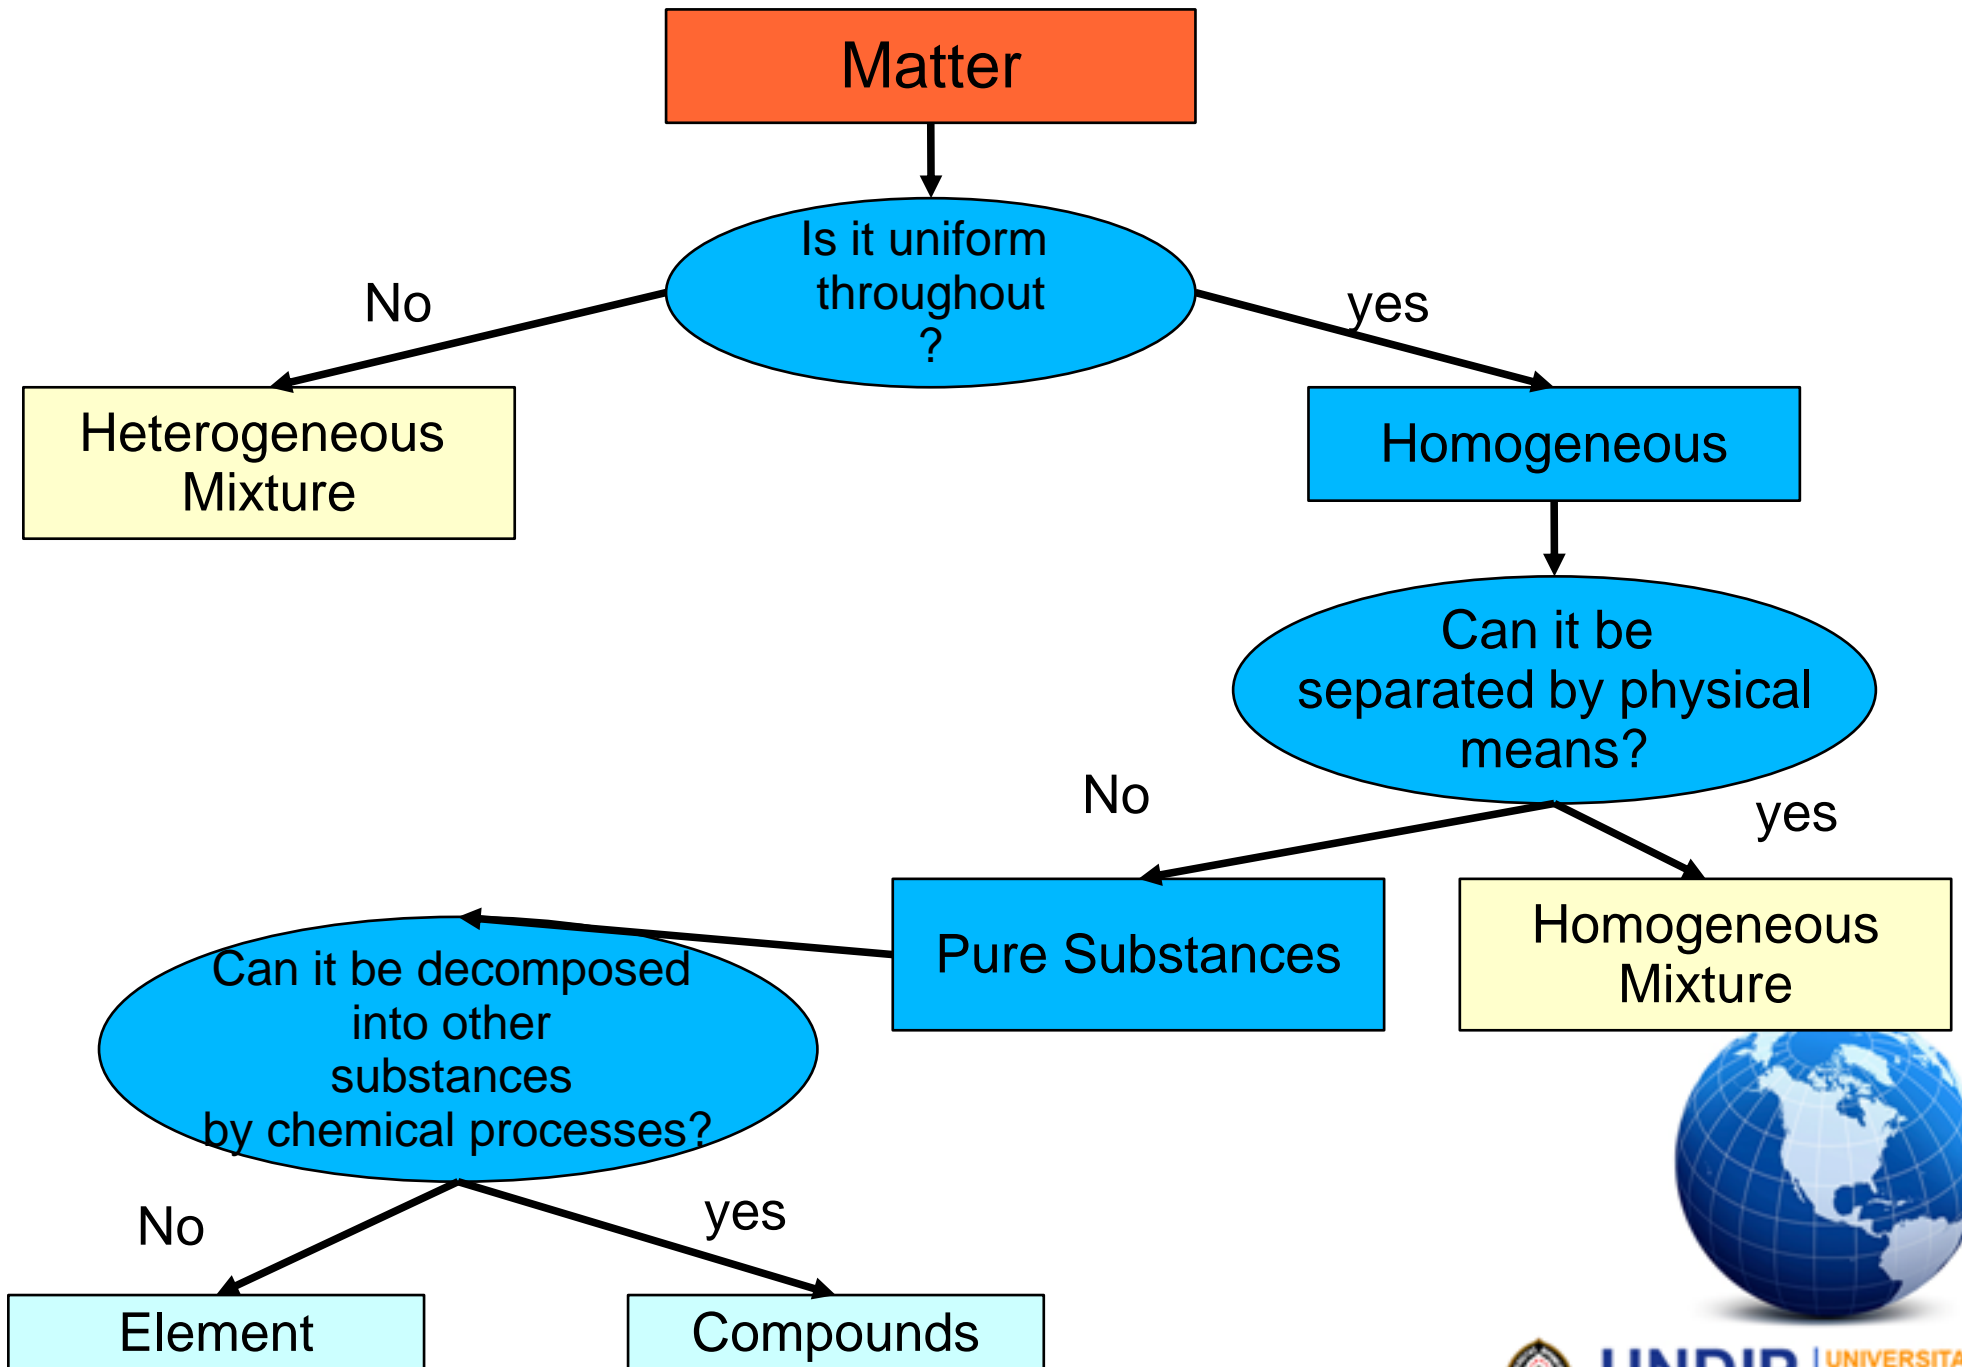 Matter
Is it uniform
throughout
?
No
yes
Heterogeneous
Mixture
Homogeneous
Can it be
separated by physical
means?
No
yes
Pure Substances
Homogeneous
Mixture
Can it be decomposed
into other
substances
by chemical processes?
No
yes
Element
Compounds